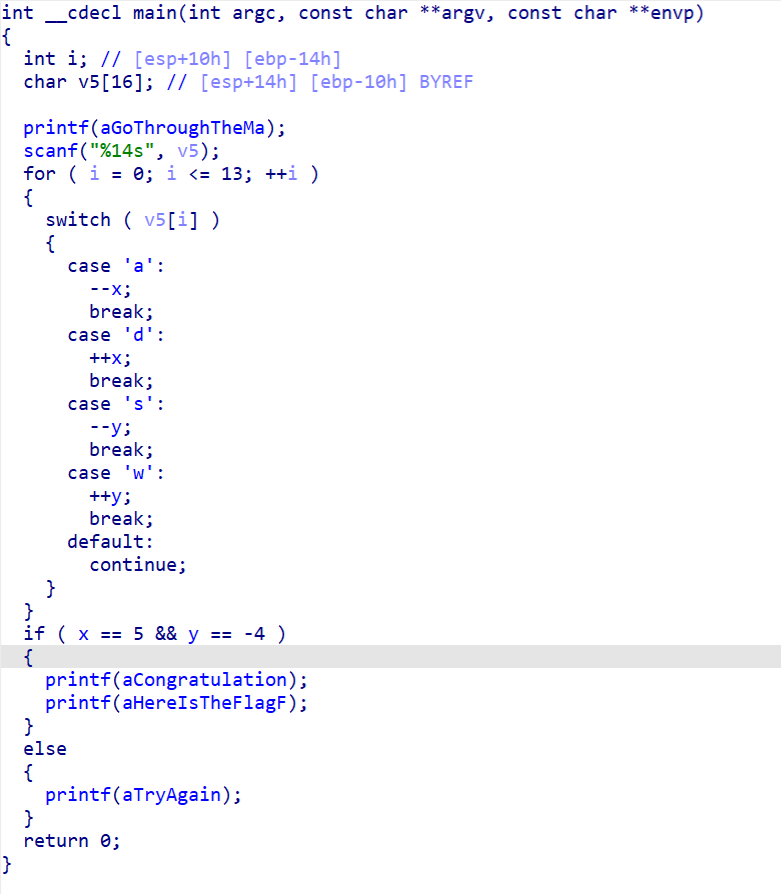 int __cdecl main(int argc, const char **argv, const char **envp)
{
  int i; // [esp+10h] [ebp-14h]
  char v5[16]; // [esp+14h] [ebp-10h] BYREF

  printf(aGoThroughTheMa);
  scanf("%14s", v5);
  for ( i = 0; i <= 13; ++i )
  {
    switch ( v5[i] )
    {
      case 'a':
        --x;
        break;
      case 'd':
        ++x;
        break;
      case 's':
        --y;
        break;
      case 'w':
        ++y;
        break;
      default:
        continue;
    }
  }
  if ( x == 5 && y == -4 )
  {
    printf(aCongratulation);
    printf(aHereIsTheFlagF);
  }
  else
  {
    printf(aTryAgain);
  }
  return 0;
}